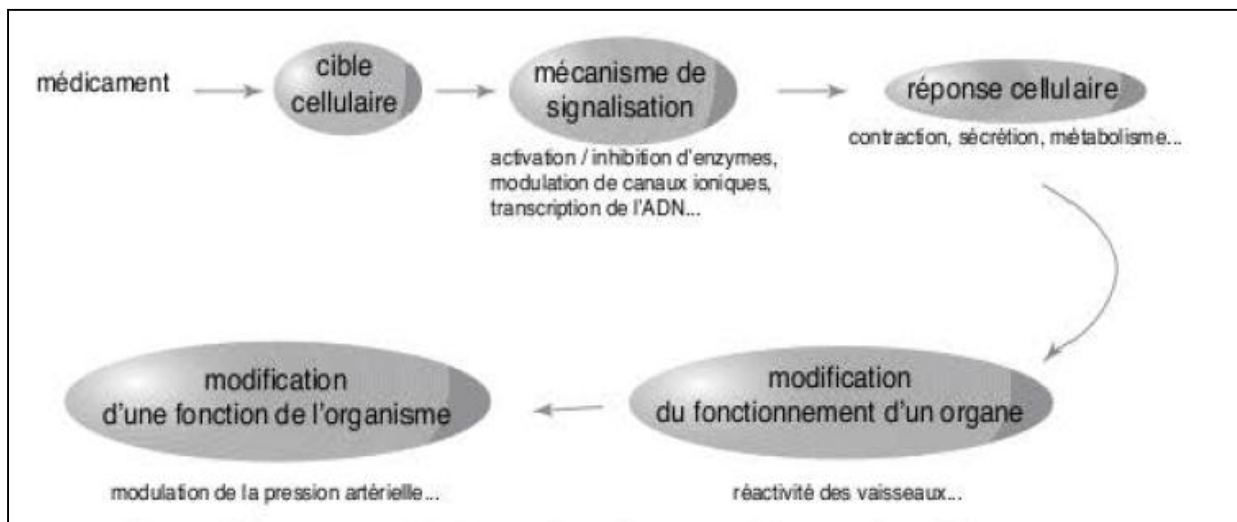 médicament
cible
cellulaire
mécanisme de
signalisation
activation / inhibition d'enzymes,
modulation de canaux ioniques,
transcription de l'ADN...
réponse cellulaire
contraction, sécrétion, métabolisme...
modification
du fonctionnement d'un organe
réactivité des vaisseaux...
modification
d'une fonction de l'organisme
modulation de la pression artérielle...